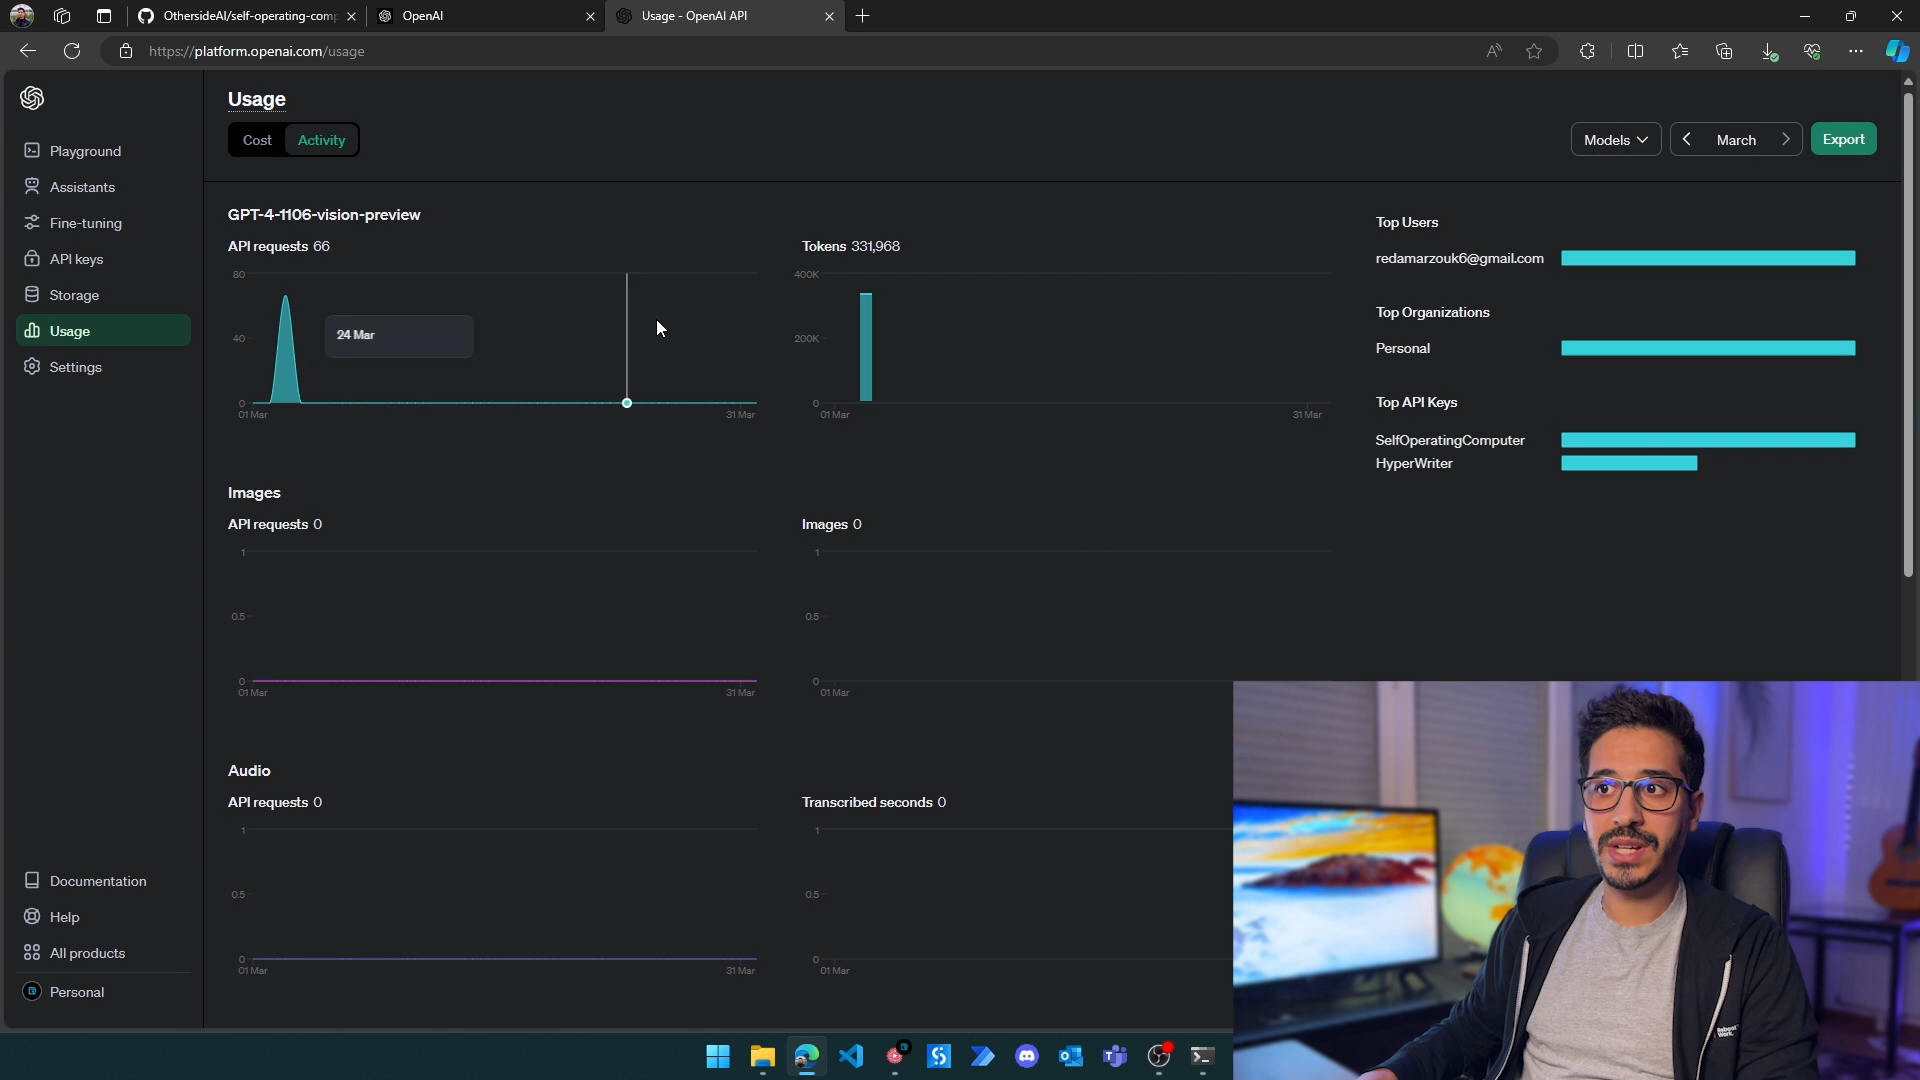 OthersideAI/self-operating-comp
OpenAI
Usage - OpenAI API
https://platform.openai.com/usage
Usage
Cost
Activity
Models
March
Export
Playground
Assistants
Fine-tuning
API keys
Storage
Usage
Settings
GPT-4-1106-vision-preview
API requests 66
80
40
0
01 Mar
31 Mar
24 Mar
Tokens 331,968
400K
200K
0
01 Mar
31 Mar
Top Users
redamarzouk6@gmail.com
Top Organizations
Personal
Top API Keys
SelfOperatingComputer
HyperWriter
Images
API requests 0
1
0.5
0
01 Mar
31 Mar
Images 0
1
0.5
0
01 Mar
Audio
API requests 0
1
0.5
0
01 Mar
31 Mar
Transcribed seconds 0
1
0.5
0
01 Mar
Documentation
Help
All products
Personal
Reboot
Work.